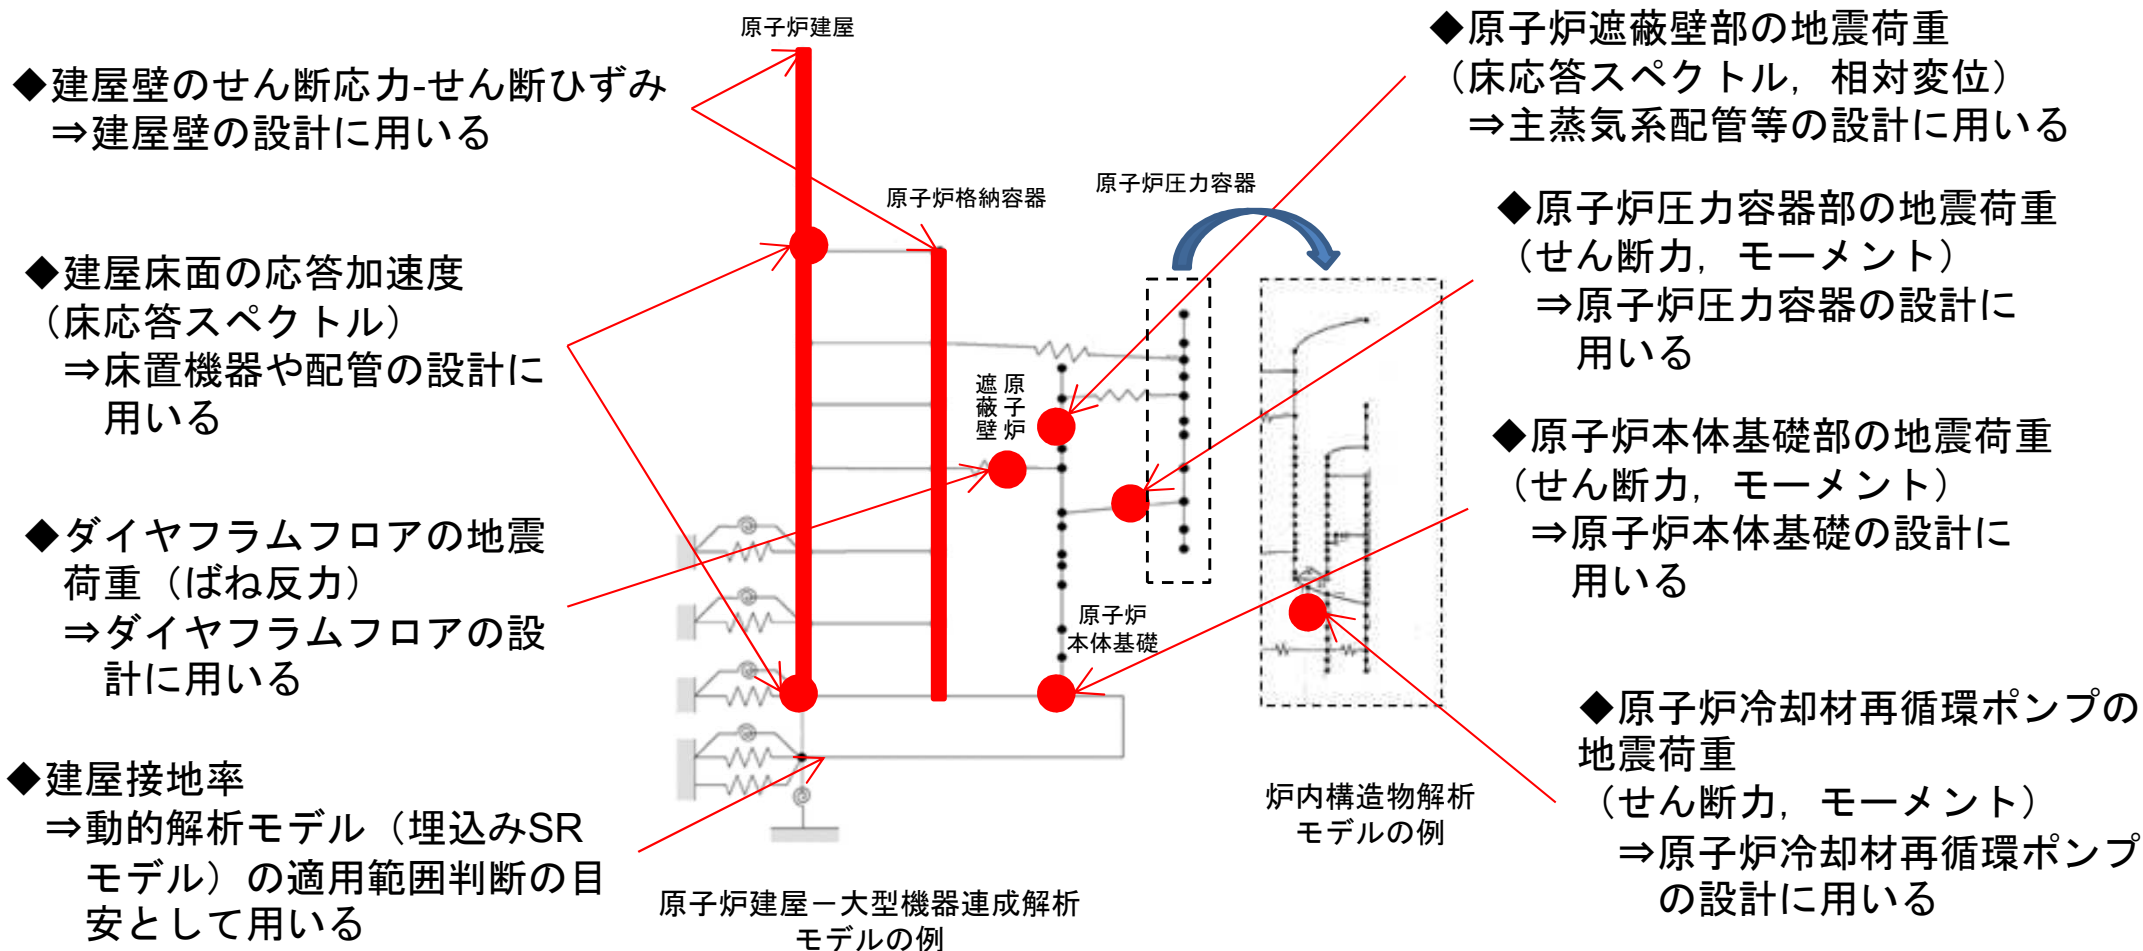 原子炉建屋
◆建屋壁のせん断応力-せん断ひずみ
⇒建屋壁の設計に用いる
◆建屋床面の応答加速度
（床応答スペクトル）
⇒床置機器や配管の設計に
用いる
◆ダイヤフラムフロアの地震
荷重（ばね反力）
⇒ダイヤフラムフロアの設
計に用いる
◆建屋接地率
⇒動的解析モデル（埋込みSR
モデル）の適用範囲判断の目
安として用いる
原子炉格納容器
原子炉圧力容器
原子炉
遮蔽壁
原子炉
本体基礎
原子炉建屋－大型機器連成解析
モデルの例
炉内構造物解析
モデルの例
◆原子炉遮蔽壁部の地震荷重
（床応答スペクトル，相対変位）
⇒主蒸気系配管等の設計に用いる
◆原子炉圧力容器部の地震荷重
（せん断力，モーメント）
⇒原子炉圧力容器の設計に
用いる
◆原子炉本体基礎部の地震荷重
（せん断力，モーメント）
⇒原子炉本体基礎の設計に
用いる
◆原子炉冷却材再循環ポンプの
地震荷重
（せん断力，モーメント）
⇒原子炉冷却材再循環ポンプ
の設計に用いる